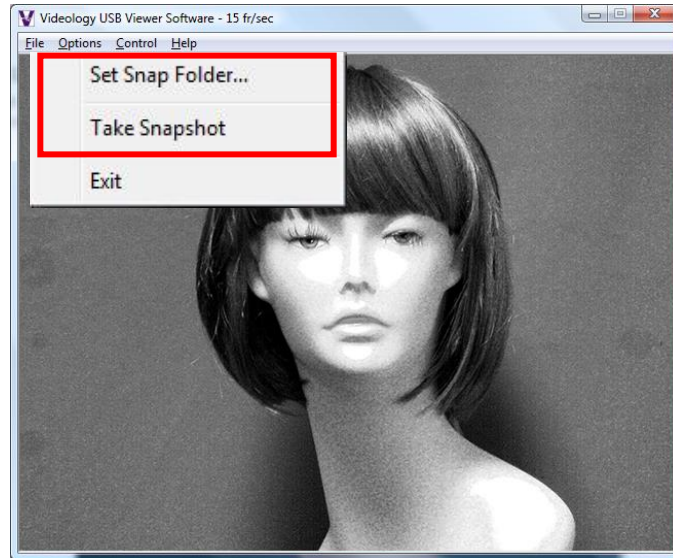 Videology USB Viewer Software - 15 fr/sec
File Options Control Help
Set Snap Folder...
Take Snapshot
Exit